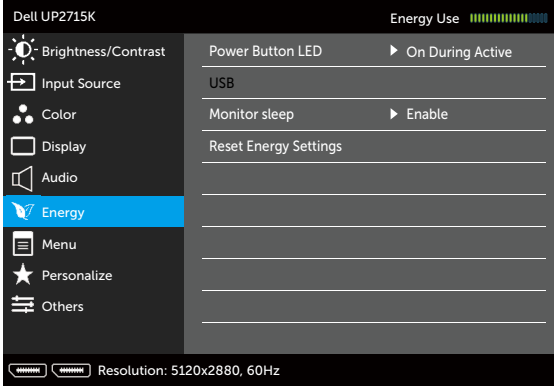 Dell UP2715K
Energy Use
Brightness/Contrast
Power Button LED
On During Active
Input Source
USB
Color
Monitor sleep
Enable
Display
Reset Energy Settings
Audio
Energy
Menu
Personalize
Others
Resolution: 5120x2880, 60Hz